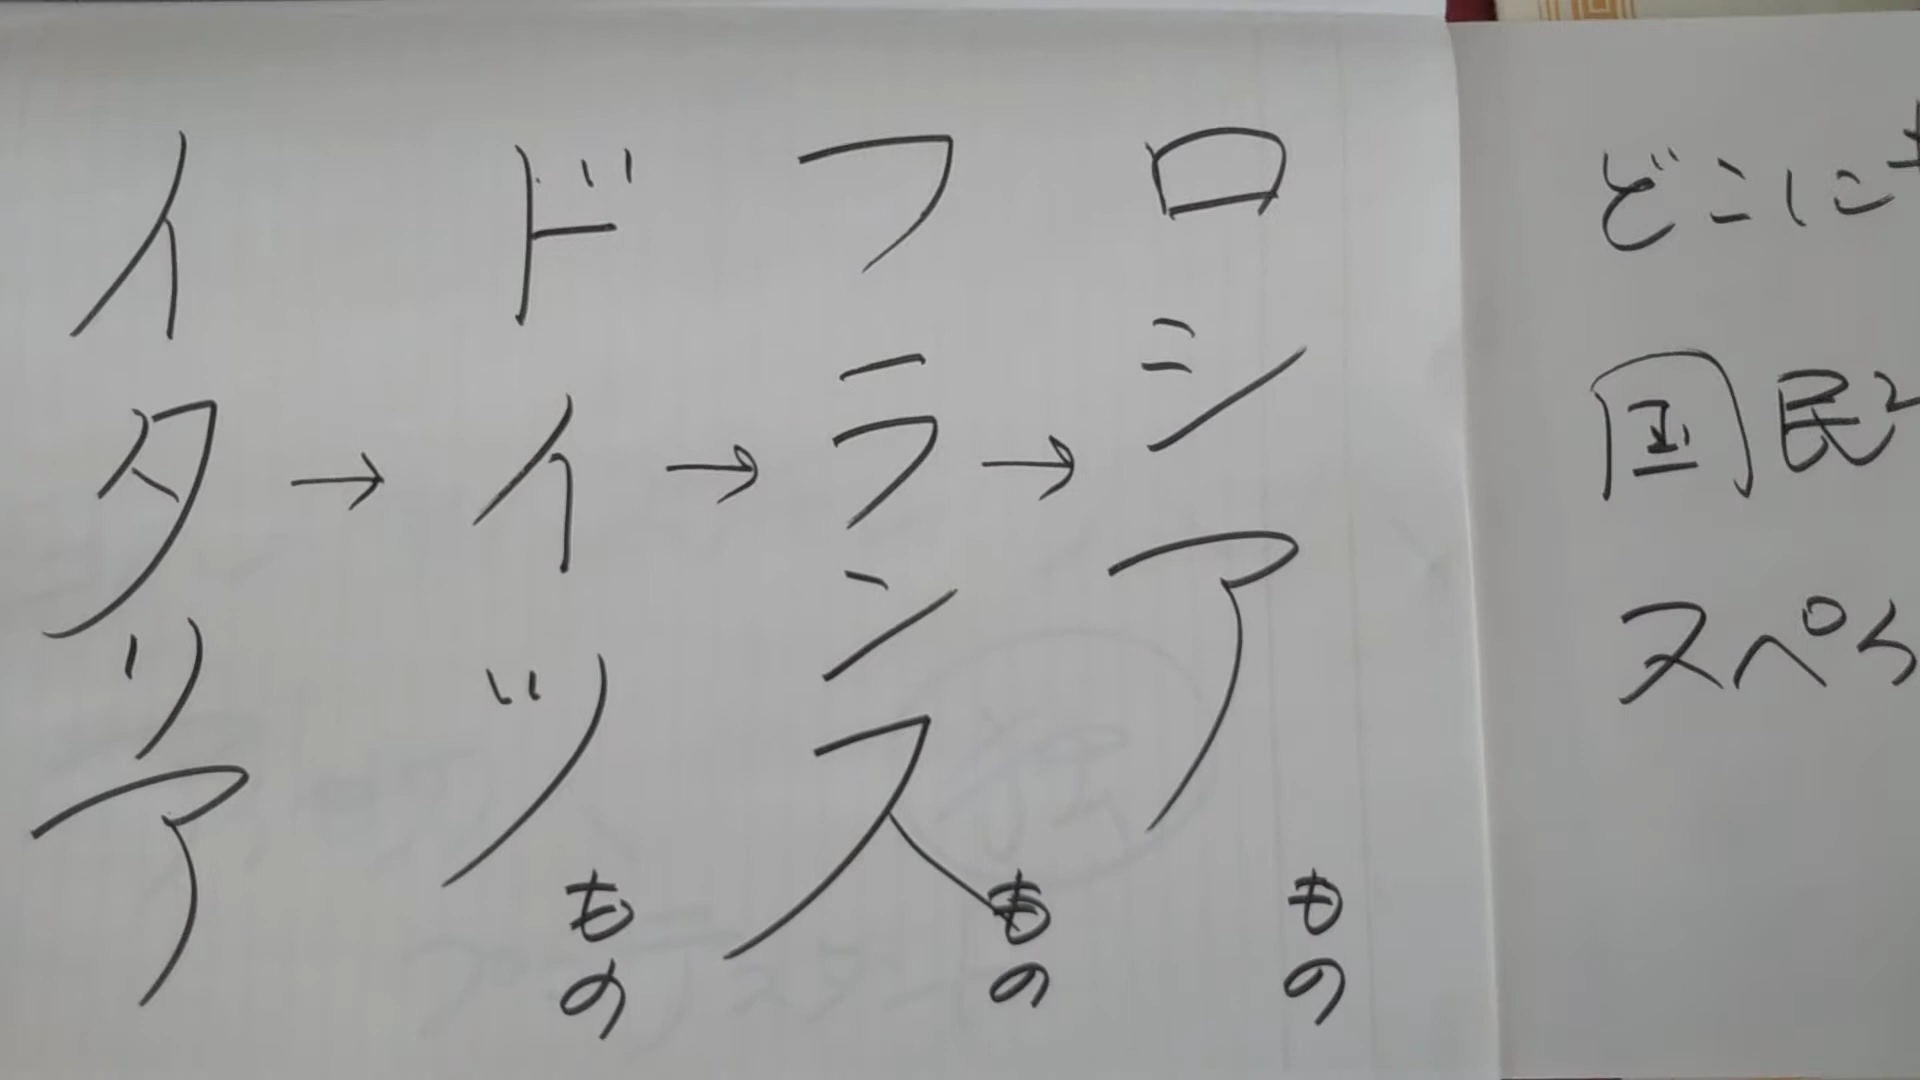 イタリア
→
ドイツもの
→
フランスもの
→
ロシアもの
どこに
国民
スペ